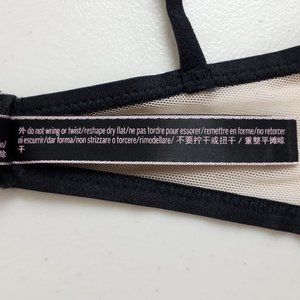 外 do not wring or twist/reshape dry flat/ne pas tordre pour essorer/remettre en forme/no retorcer
ni escurrir/dar forma/non strizzare o torcere/rimodellare/ 不要拧干或扭干 / 重整平摊晾
干